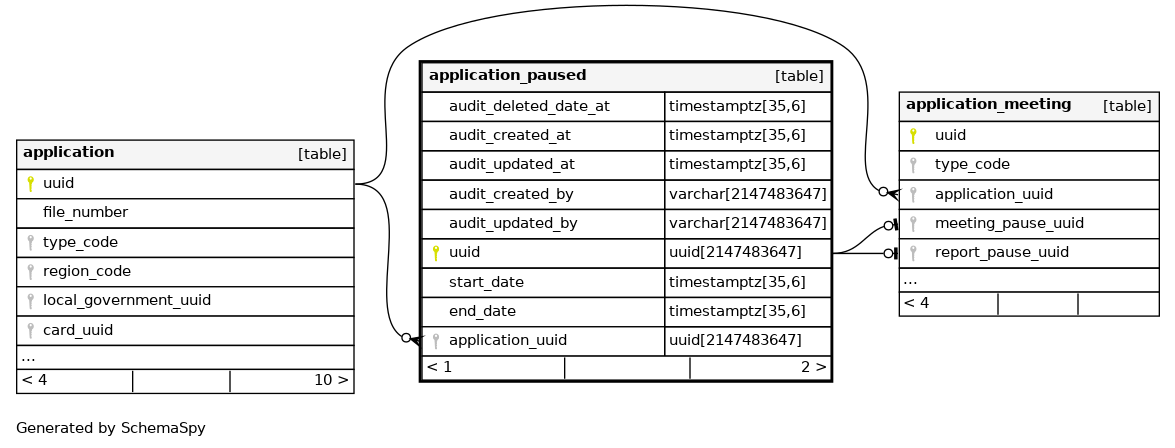 application [table]
uuid
file_number
type_code
region_code
local_government_uuid
card_uuid
...
< 4 10 >
application_paused [table]
audit_deleted_date_at timestamptz[35,6]
audit_created_at timestamptz[35,6]
audit_updated_at timestamptz[35,6]
audit_created_by varchar[2147483647]
audit_updated_by varchar[2147483647]
uuid uuid[2147483647]
start_date timestamptz[35,6]
end_date timestamptz[35,6]
application_uuid uuid[2147483647]
< 1 2 >
application_meeting [table]
uuid
type_code
application_uuid
meeting_pause_uuid
report_pause_uuid
...
< 4
Generated by SchemaSpy